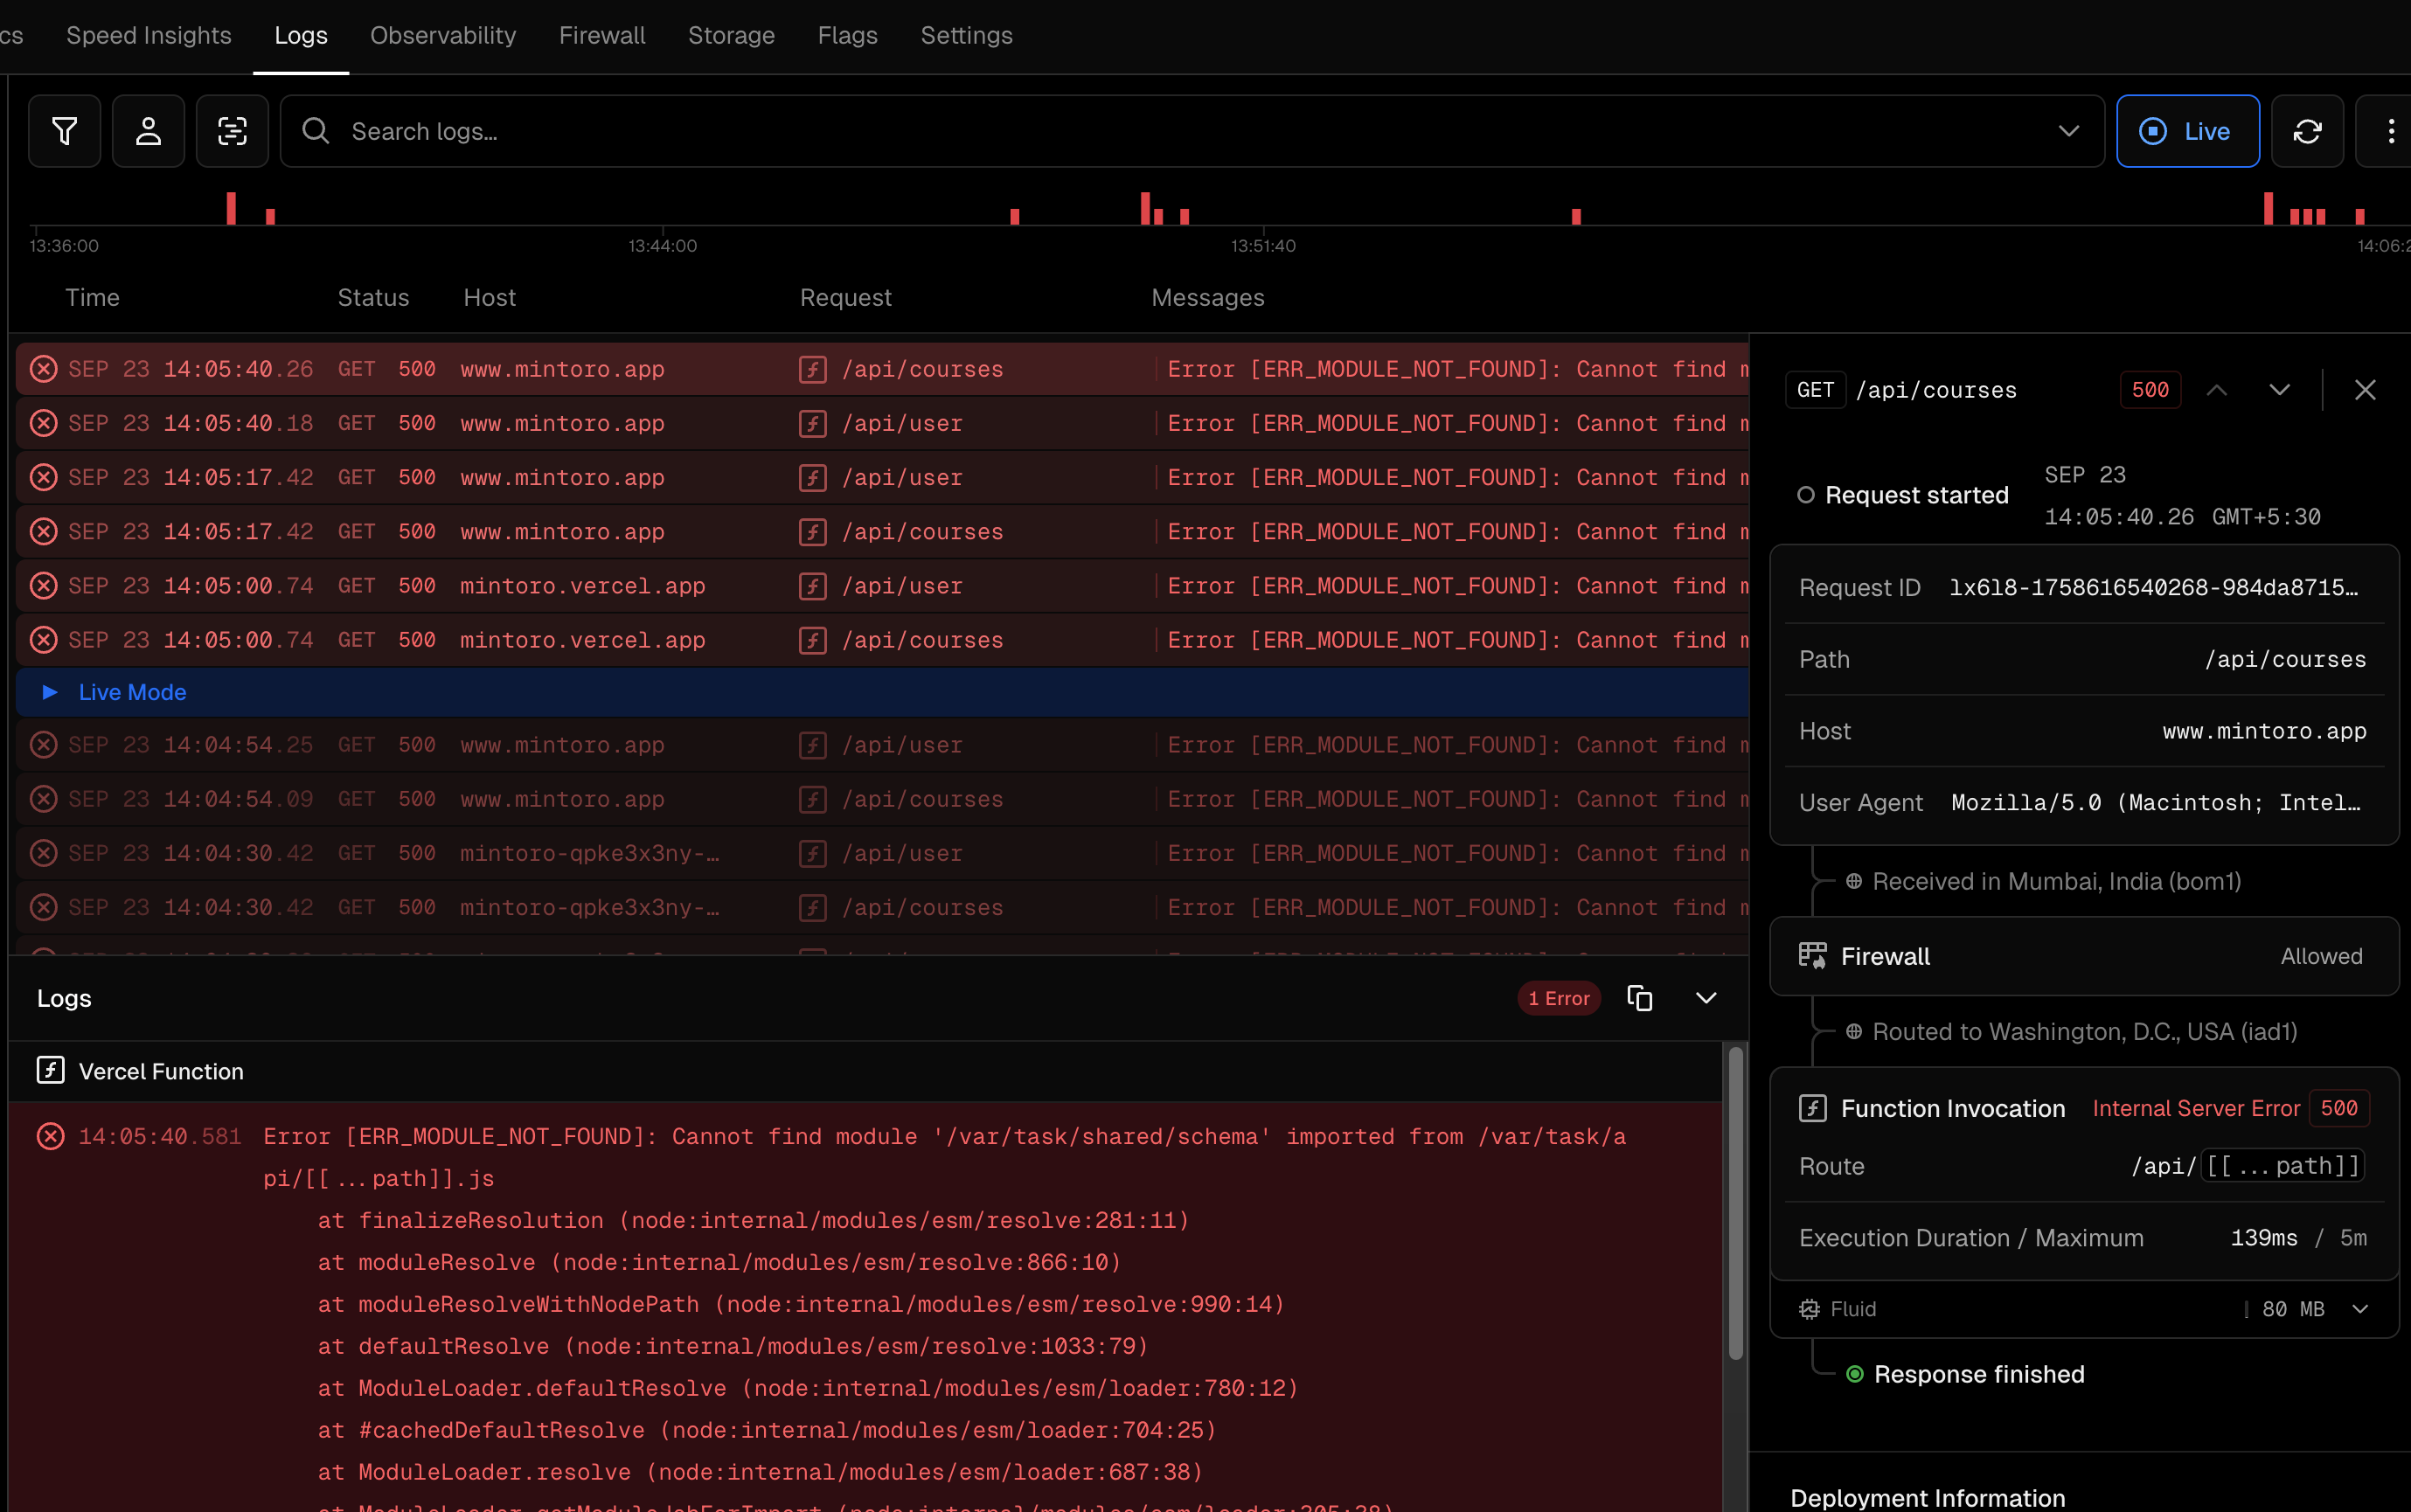 cs Speed Insights Logs Observability Firewall Storage Flags Settings
Search logs... Live
13:36:00 13:44:00 13:51:40 14:06:2
Time Status Host Request Messages
SEP 23 14:05:40.26 GET 500 www.mintoro.app /api/courses Error [ERR_MODULE_NOT_FOUND]: Cannot find m
SEP 23 14:05:40.18 GET 500 www.mintoro.app /api/user Error [ERR_MODULE_NOT_FOUND]: Cannot find m
SEP 23 14:05:17.42 GET 500 www.mintoro.app /api/user Error [ERR_MODULE_NOT_FOUND]: Cannot find m
SEP 23 14:05:17.42 GET 500 www.mintoro.app /api/courses Error [ERR_MODULE_NOT_FOUND]: Cannot find m
SEP 23 14:05:00.74 GET 500 mintoro.vercel.app /api/user Error [ERR_MODULE_NOT_FOUND]: Cannot find m
SEP 23 14:05:00.74 GET 500 mintoro.vercel.app /api/courses Error [ERR_MODULE_NOT_FOUND]: Cannot find m
Live Mode
SEP 23 14:04:54.25 GET 500 www.mintoro.app /api/user Error [ERR_MODULE_NOT_FOUND]: Cannot find m
SEP 23 14:04:54.09 GET 500 www.mintoro.app /api/courses Error [ERR_MODULE_NOT_FOUND]: Cannot find m
SEP 23 14:04:30.42 GET 500 mintoro-qpke3x3ny-... /api/user Error [ERR_MODULE_NOT_FOUND]: Cannot find m
SEP 23 14:04:30.42 GET 500 mintoro-qpke3x3ny-... /api/courses Error [ERR_MODULE_NOT_FOUND]: Cannot find m
Logs 1 Error
Vercel Function
14:05:40.581 Error [ERR_MODULE_NOT_FOUND]: Cannot find module '/var/task/shared/schema' imported from /var/task/a
pi/[[...path]].js
at finalizeResolution (node:internal/modules/esm/resolve:281:11)
at moduleResolve (node:internal/modules/esm/resolve:866:10)
at moduleResolveWithNodePath (node:internal/modules/esm/resolve:990:14)
at defaultResolve (node:internal/modules/esm/resolve:1033:79)
at ModuleLoader.defaultResolve (node:internal/modules/esm/loader:780:12)
at #cachedDefaultResolve (node:internal/modules/esm/loader:704:25)
at ModuleLoader.resolve (node:internal/modules/esm/loader:687:38)
GET /api/courses 500
Request started
SEP 23
14:05:40.26 GMT+5:30
Request ID lx6l8-1758616540268-984da8715...
Path /api/courses
Host www.mintoro.app
User Agent Mozilla/5.0 (Macintosh; Intel...
Received in Mumbai, India (bom1)
Firewall Allowed
Routed to Washington, D.C., USA (iad1)
Function Invocation Internal Server Error 500
Route /api/[[...path]]
Execution Duration / Maximum 139ms / 5m
Fluid 80 MB
Response finished
Deployment Information